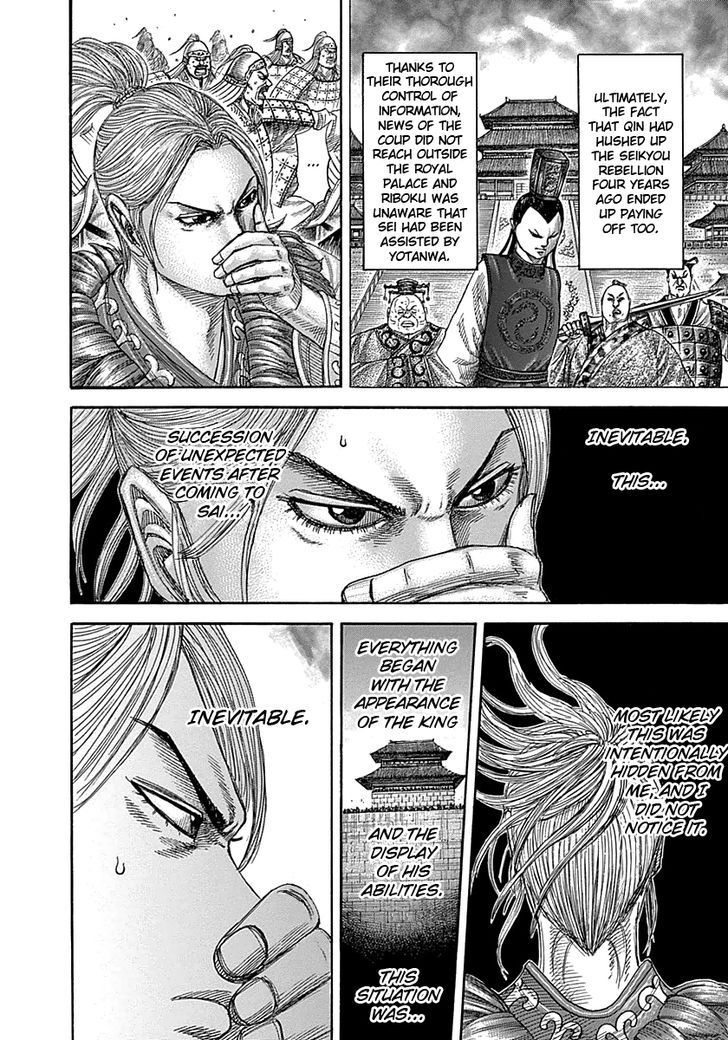 ULTIMATELY,
THE FACT
THAT QIN HAD
HUSHED UP
THE SEIKYOU
REBELLION
FOUR YEARS
AGO ENDED
UP PAYING
OFF TOO.
THANKS TO
THEIR THOROUGH
CONTROL OF
INFORMATION,
NEWS OF THE
COUP DID NOT
REACH OUTSIDE
THE ROYAL
PALACE AND
RIBOKU WAS
UNAWARE THAT
SEI HAD BEEN
ASSISTED BY
YOTANWA.
...
INEVITABLE.
THIS...
SUCCESSION
OF UNEXPECTED
EVENTS AFTER
COMING TO
SAI...
MOST LIKELY
THIS WAS
INTENTIONALLY
HIDDEN FROM
ME. AND I
DID NOT
NOTICE IT.
EVERYTHING
BEGAN
WITH THE
APPEARANCE
OF THE KING
AND THE
DISPLAY
OF HIS
ABILITIES.
THIS
SITUATION
WAS...
INEVITABLE.